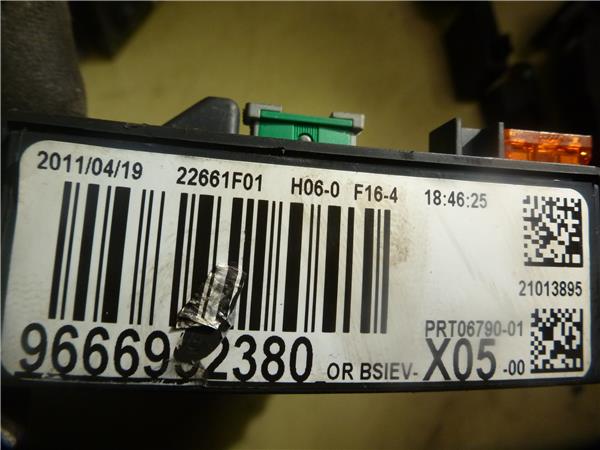 2011/04/19 22661F01 H06-0 F16-4 18:46:25
21013895
PRT06790-01
OR BSIEV- X05 -00